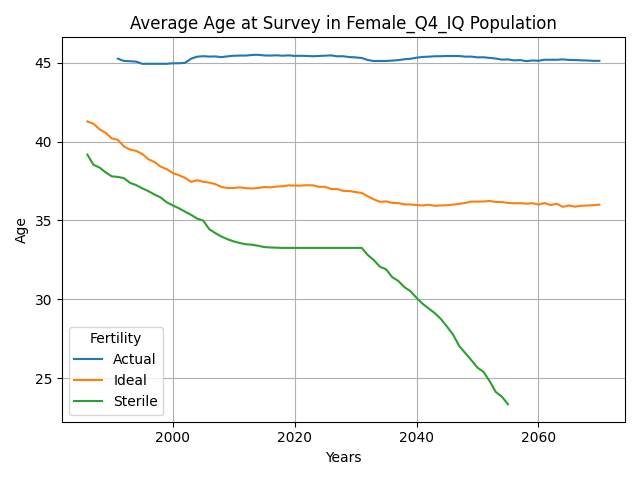 Average Age at Survey in Female_Q4_IQ Population
Age
45
40
35
30
25
Fertility
Actual
Ideal
Sterile
2000
2020
2040
2060
Years